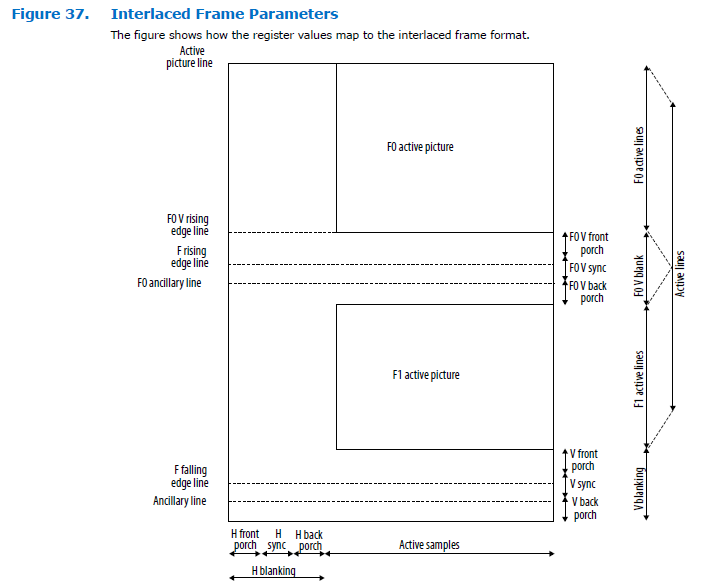 Figure 37. Interlaced Frame Parameters
The figure shows how the register values map to the interlaced frame format.
Active
picture line
F0 active picture
F0 active lines
F0 V rising
edge line
F rising
edge line
F0 ancillary line
F0 V front
porch
F0 V sync
F0 V back
porch
F0 V blank
Active lines
F1 active picture
F1 active lines
F falling
edge line
Ancillary line
V front
porch
V sync
V back
porch
V blanking
H front
porch
H
sync
H back
porch
Active samples
H blanking